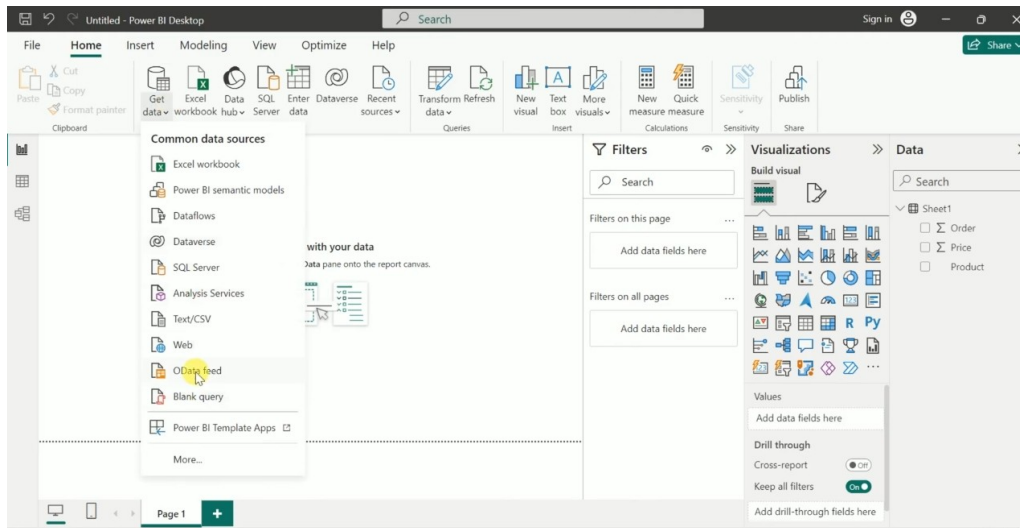 Untitled - Power BI Desktop
Search
Sign in
File Home Insert Modeling View Optimize Help
Share
Paste
Cut
Copy
Format painter
Clipboard
Get data
Excel workbook
Data hub
SQL Server
Enter data
Dataverse
Recent sources
Transform data
Refresh
Queries
New visual
Text box
More visuals
Insert
New measure
Quick measure
Calculations
Sensitivity
Sensitivity
Publish
Share
Common data sources
Excel workbook
Power BI semantic models
Dataflows
Dataverse
SQL Server
Analysis Services
Text/CSV
Web
OData feed
Blank query
Power BI Template Apps
More...
with your data
Data pane onto the report canvas.
Filters
Search
Filters on this page
Add data fields here
Filters on all pages
Add data fields here
Visualizations
Build visual
R Py
123
Values
Add data fields here
Drill through
Cross-report
Off
Keep all filters
On
Add drill-through fields here
Data
Search
Sheet1
Order
Price
Product
Page 1